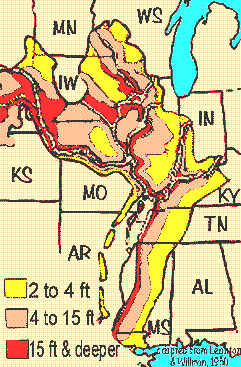 MN
WS
IW
IN
KS
MO
KY
TN
AR
AL
2 to 4 ft
4 to 15 ft
15 ft & deeper
MS
adapted from Leighton
& Willman, 1950